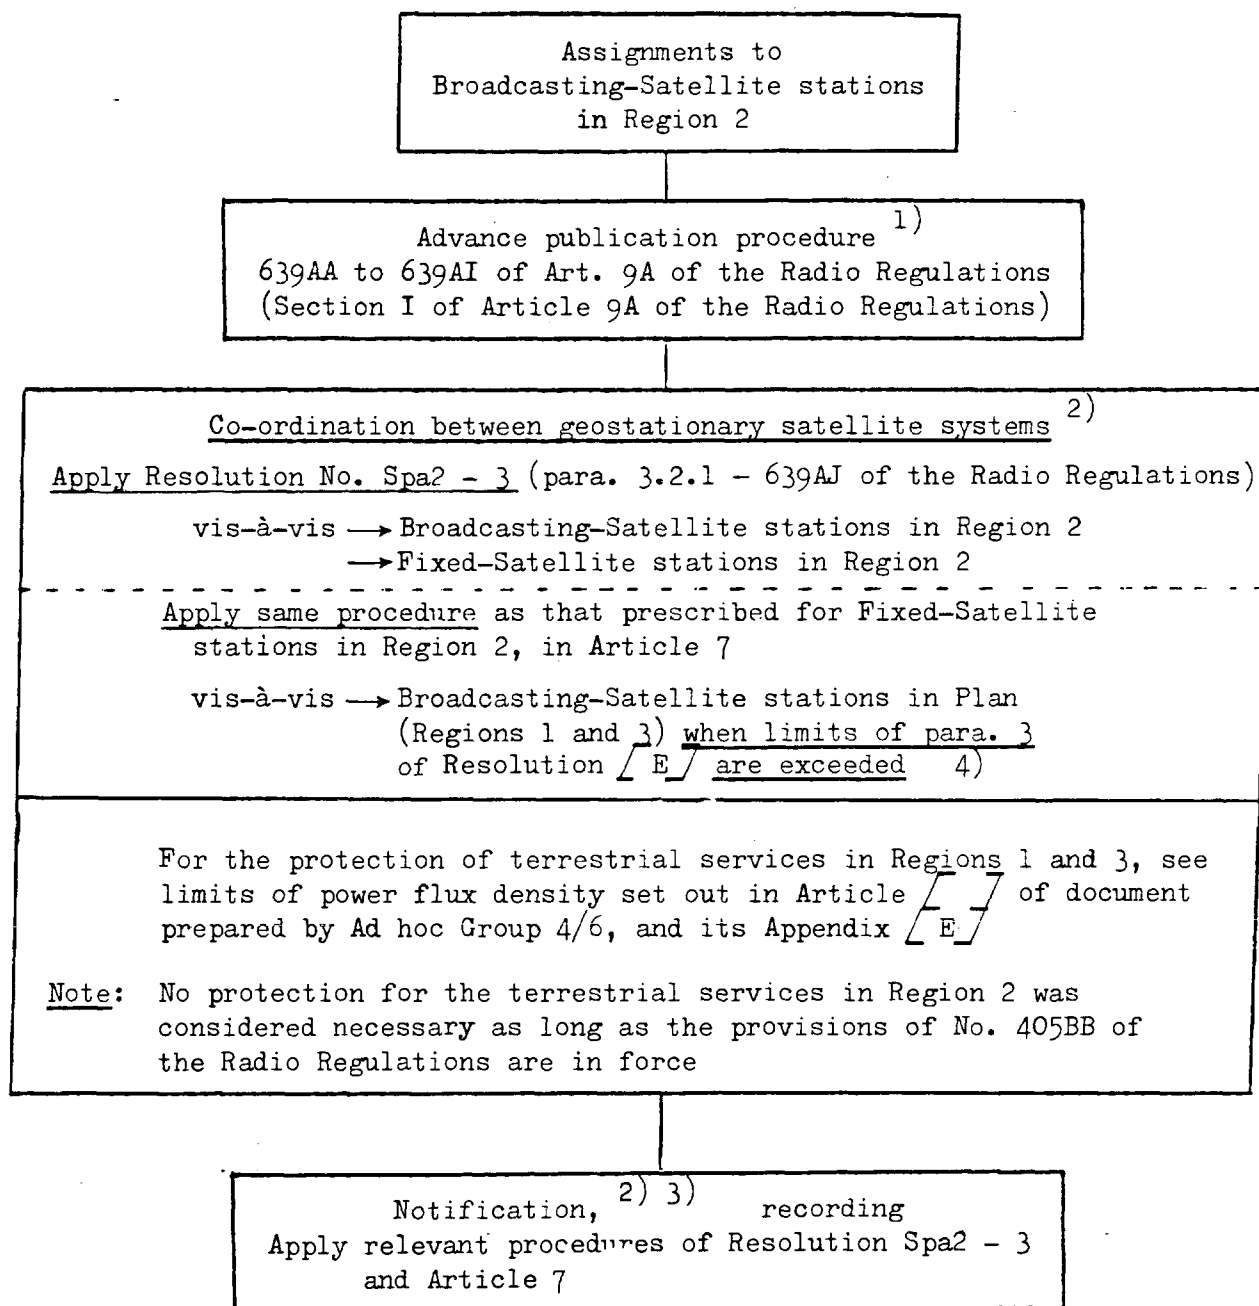 Assignments to
Broadcasting-Satellite stations
in Region 2
Advance publication procedure 1)
639AA to 639AI of Art. 9A of the Radio Regulations
(Section I of Article 9A of the Radio Regulations)
Co-ordination between geostationary satellite systems 2)
Apply Resolution No. Spa2 - 3 (para. 3.2.1 - 639AJ of the Radio Regulations)
vis-à-vis → Broadcasting-Satellite stations in Region 2
→ Fixed-Satellite stations in Region 2
Apply same procedure as that prescribed for Fixed-Satellite
stations in Region 2, in Article 7
vis-à-vis → Broadcasting-Satellite stations in Plan
(Regions 1 and 3) when limits of para. 3
of Resolution [ E ] are exceeded 4)
For the protection of terrestrial services in Regions 1 and 3, see
limits of power flux density set out in Article [ ] of document
prepared by Ad hoc Group 4/6, and its Appendix [ E ]
Note: No protection for the terrestrial services in Region 2 was
considered necessary as long as the provisions of No. 405BB of
the Radio Regulations are in force
Notification, 2) 3) recording
Apply relevant procedures of Resolution Spa2 - 3
and Article 7